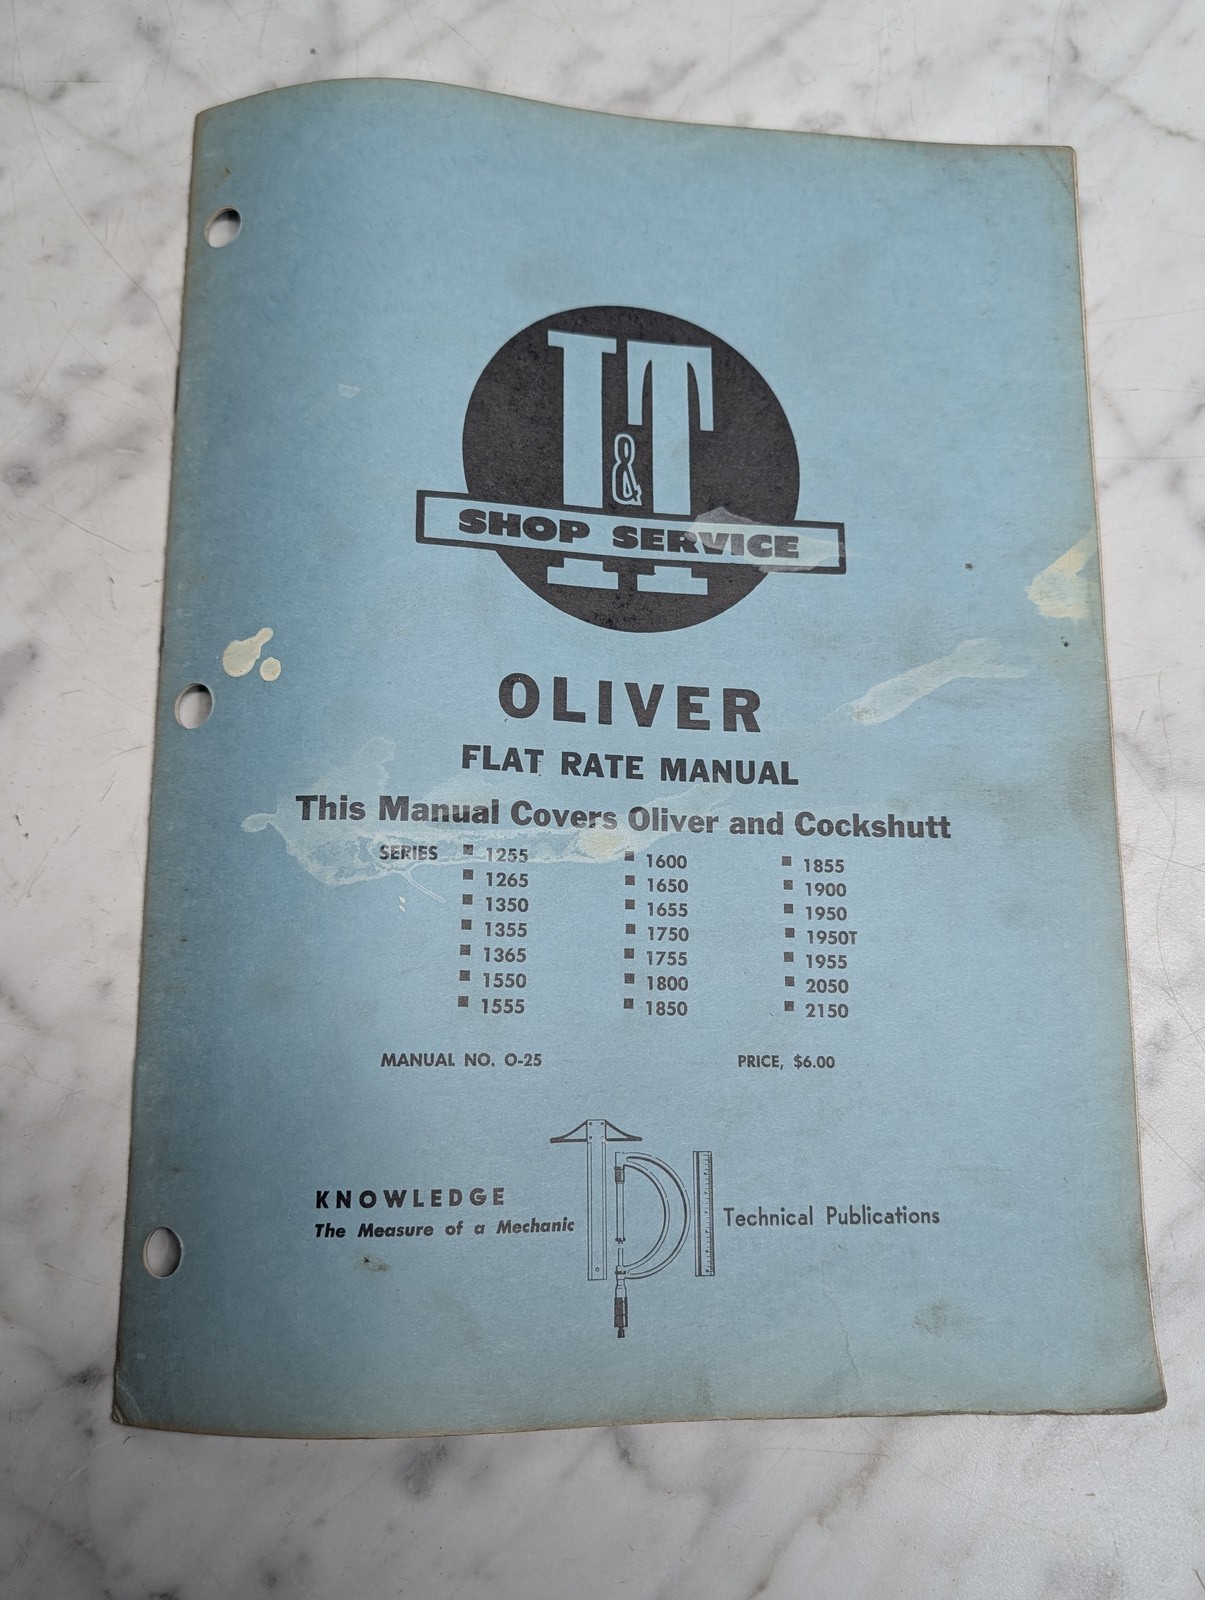 I&T
SHOP SERVICE
OLIVER
FLAT RATE MANUAL
This Manual Covers Oliver and Cockshutt
SERIES ■ 1255 ■ 1600 ■ 1855
■ 1265 ■ 1650 ■ 1900
■ 1350 ■ 1655 ■ 1950
■ 1355 ■ 1750 ■ 1950T
■ 1365 ■ 1755 ■ 1955
■ 1550 ■ 1800 ■ 2050
■ 1555 ■ 1850 ■ 2150
MANUAL NO. O-25 PRICE, $6.00
KNOWLEDGE
The Measure of a Mechanic
TPI
Technical Publications